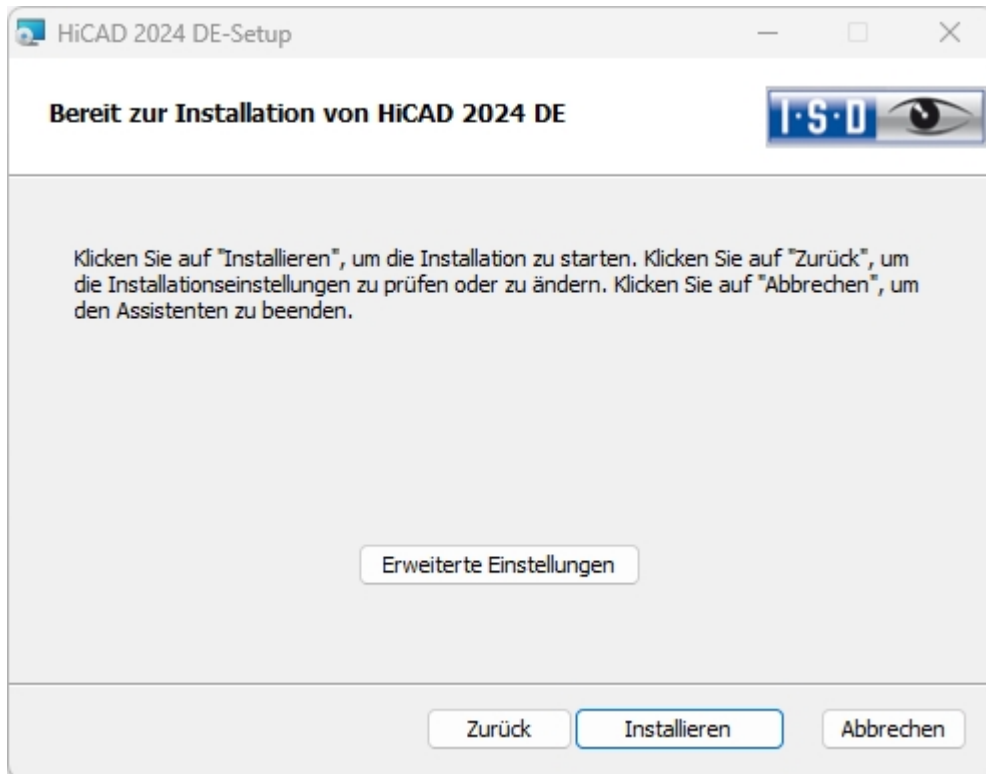 HiCAD 2024 DE-Setup
Bereit zur Installation von HiCAD 2024 DE
I·S·D
Klicken Sie auf "Installieren", um die Installation zu starten. Klicken Sie auf "Zurück", um
die Installationseinstellungen zu prüfen oder zu ändern. Klicken Sie auf "Abbrechen", um
den Assistenten zu beenden.
Erweiterte Einstellungen
Zurück Installieren Abbrechen